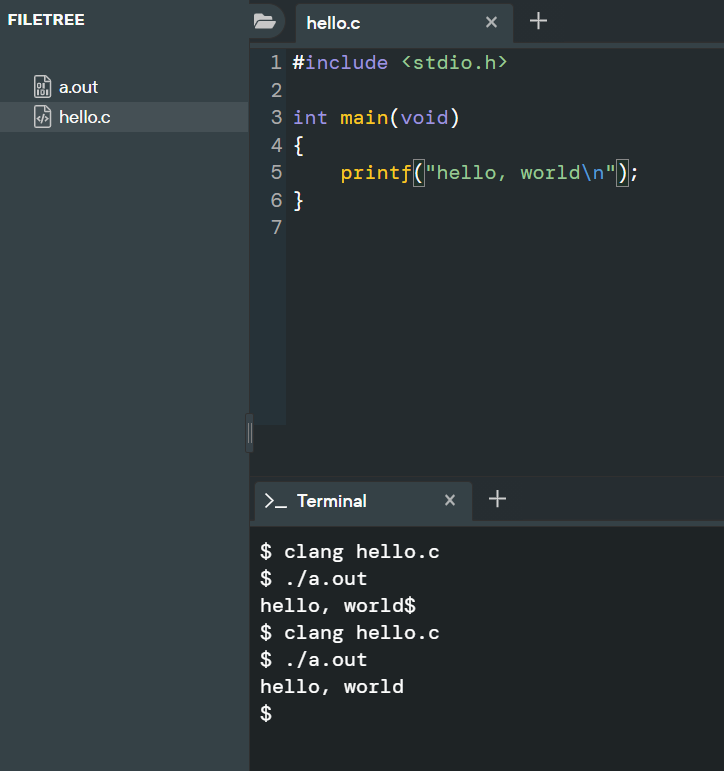 FILETREE
a.out
hello.c
hello.c × +
1 #include <stdio.h>
2
3 int main(void)
4 {
5     printf("hello, world\n");
6 }
7
>_ Terminal × +
$ clang hello.c
$ ./a.out
hello, world$
$ clang hello.c
$ ./a.out
hello, world
$